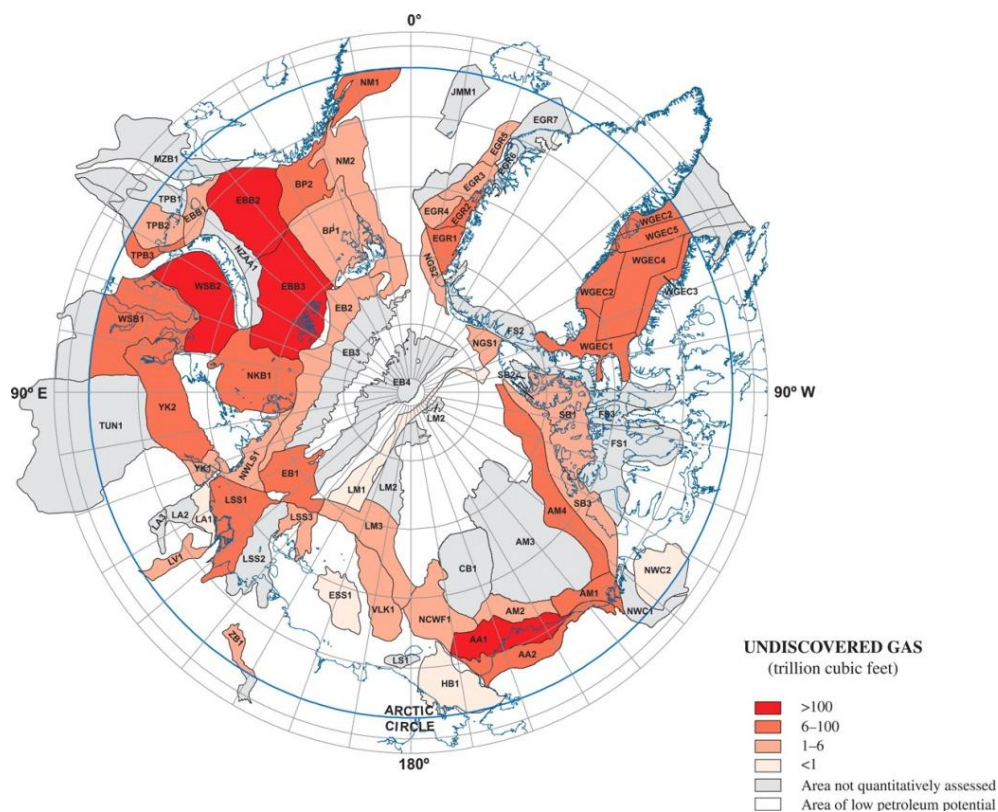 0°
NM1
JMM1
EGR7
MZB1
EGR5
EGR6
NM2
BP2
EGR3
TPB1
EBB2
EBB1
TPB2
EGR4
EGR2
WGEC2
BP1
EGR1
WGEC5
TPB3
NZAA1
WGEC4
NGS2
WSB2
EBB3
WGEC2
WGEC3
WSB1
EB2
FS2
NGS1
WGEC1
EB3
NKB1
SB2A
EB4
90° E
90° W
YK2
SB1
FS3
TUN1
LM2
FS1
YK1
NWLS1
EB1
LM1
LM2
SB3
LSS1
AM4
LA3
LA2
LA1
LSS3
LM3
AM3
LV1
LSS2
CB1
NWC2
ESS1
AM1
VLK1
NCWF1
AM2
NWC1
ZB1
AA1
AA2
LS1
HB1
ARCTIC
CIRCLE
180°
UNDISCOVERED GAS
(trillion cubic feet)
>100
6–100
1–6
<1
Area not quantitatively assessed
Area of low petroleum potential